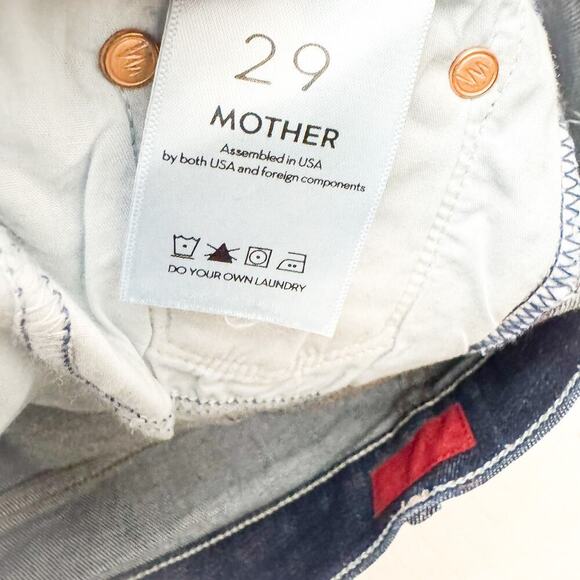 29
MOTHER
Assembled in USA
by both USA and foreign components
DO YOUR OWN LAUNDRY